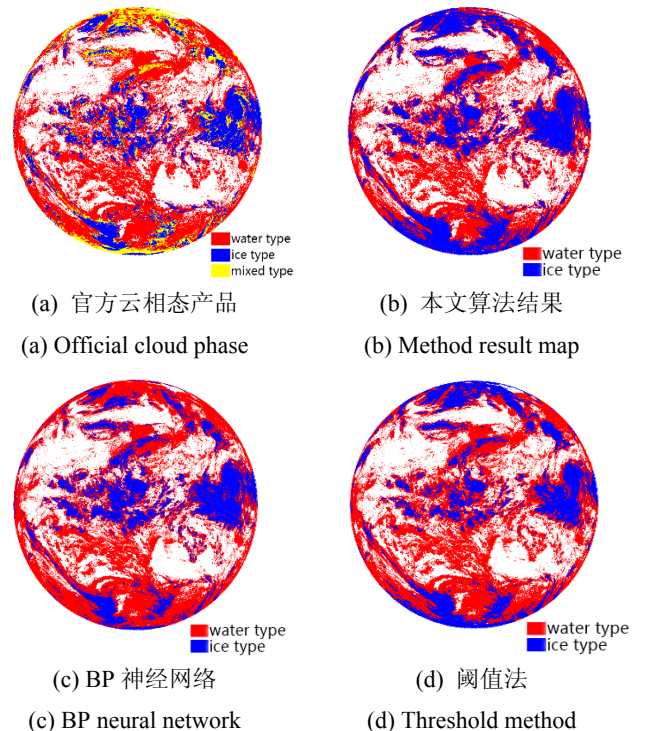 water type
ice type
mixed type
water type
ice type
(a) 官方云相态产品
(b) 本文算法结果
(a) Official cloud phase
(b) Method result map
water type
ice type
water type
ice type
(c) BP 神经网络
(d) 阈值法
(c) BP neural network
(d) Threshold method